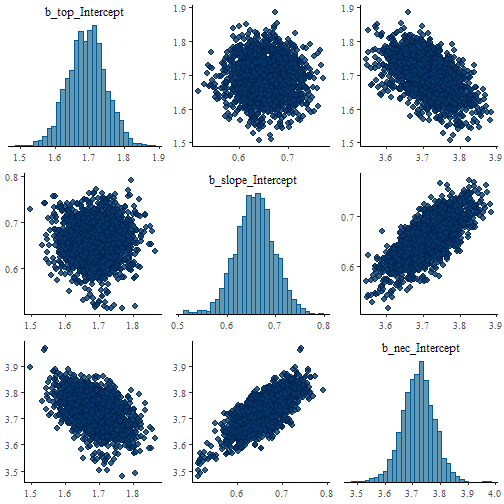 b_top_Intercept
1.5 1.6 1.7 1.8 1.9
1.9
1.8
1.7
1.6
1.5
0.6 0.7
1.9
1.8
1.7
1.6
1.5
3.6 3.7 3.8 3.9
0.8
0.7
0.6
1.5 1.6 1.7 1.8
b_slope_Intercept
0.5 0.6 0.7 0.8
0.7
0.6
3.6 3.7 3.8 3.9
3.9
3.8
3.7
3.6
3.5
1.5 1.6 1.7 1.8
3.9
3.8
3.7
3.6
3.5
0.6 0.7 0.8
b_nec_Intercept
3.5 3.6 3.7 3.8 3.9 4.0